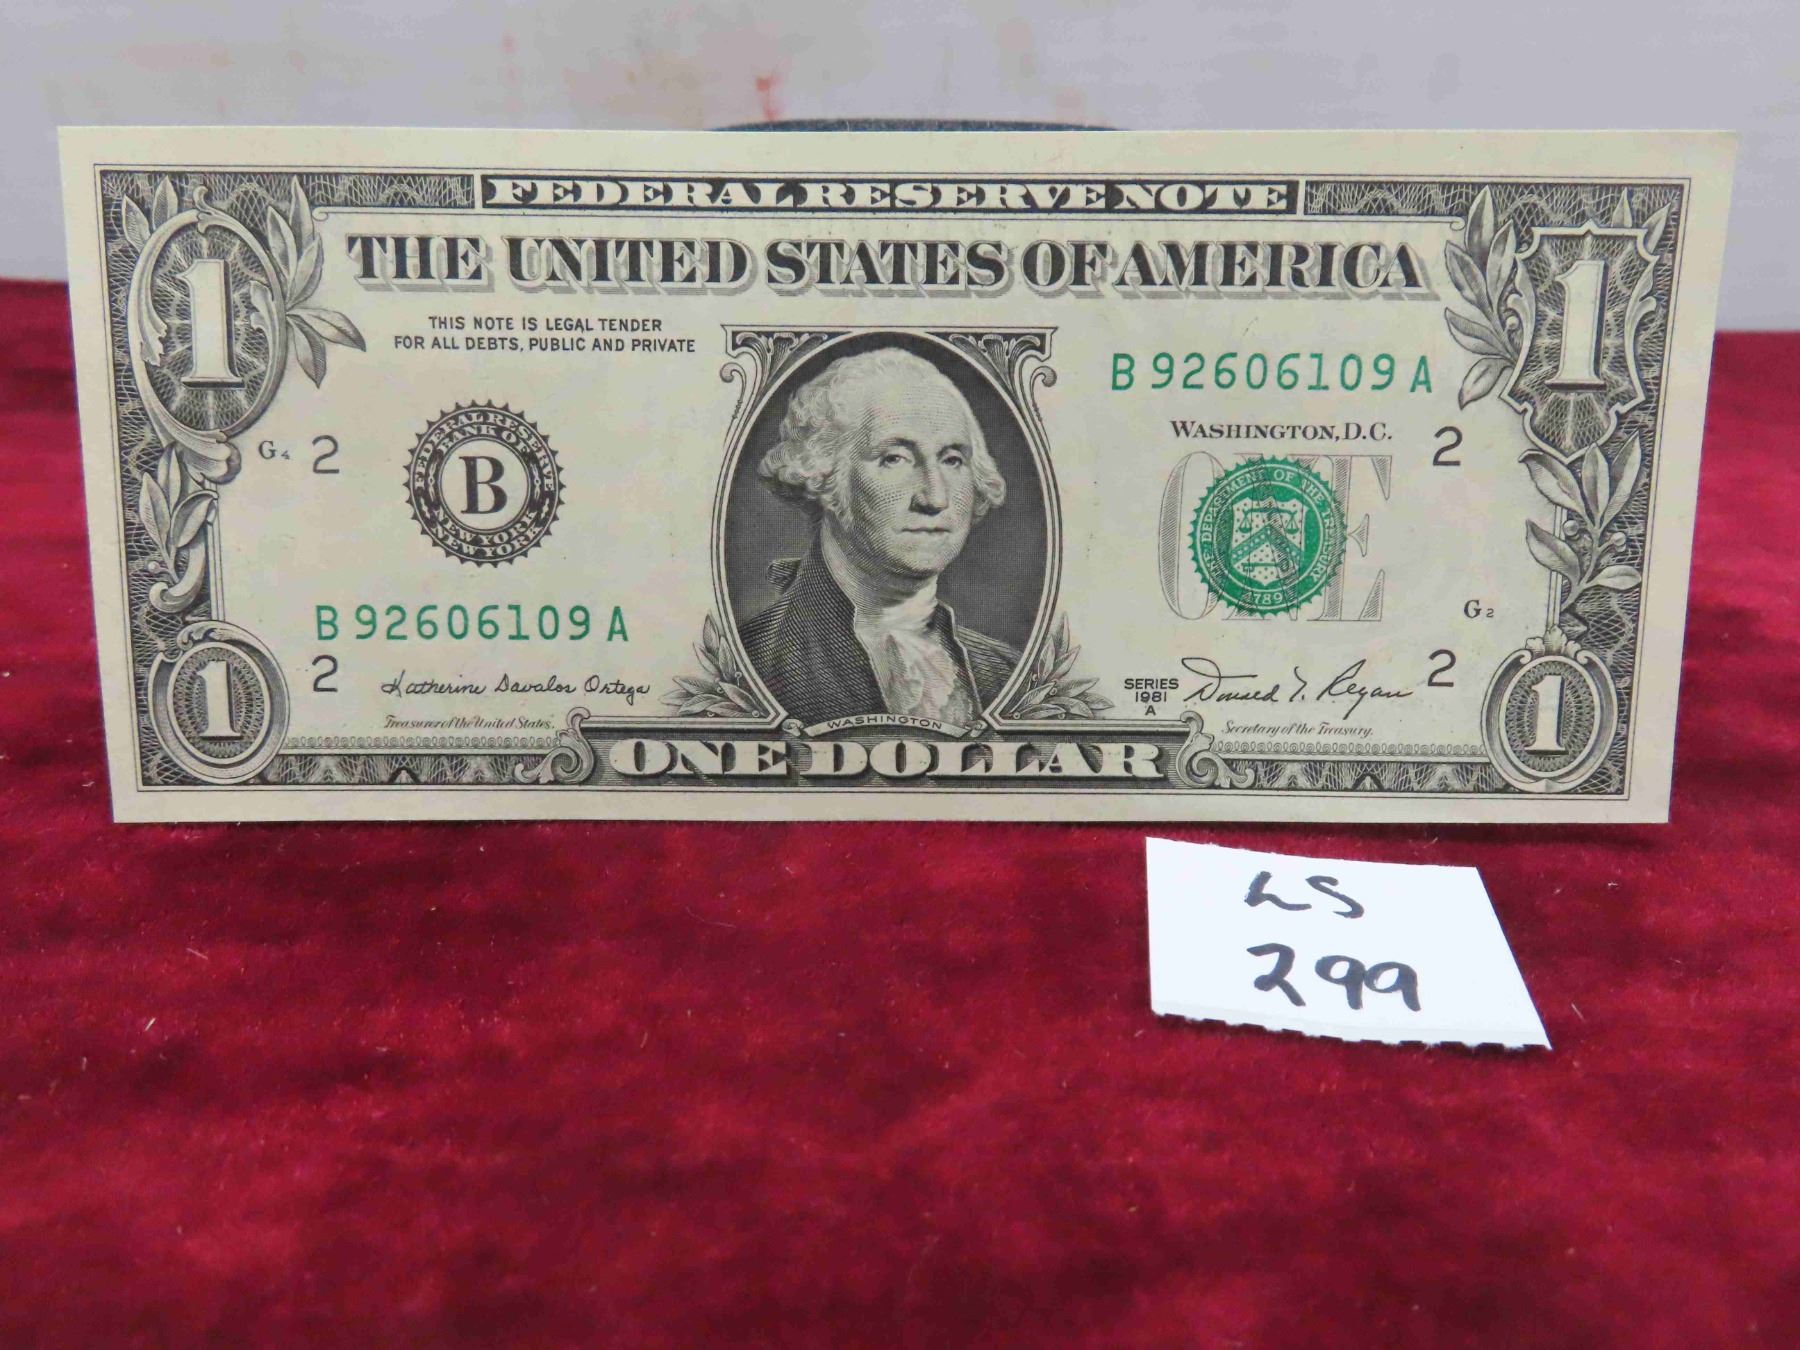 FEDERAL RESERVE NOTE
THE UNITED STATES OF AMERICA
1
1
THIS NOTE IS LEGAL TENDER
FOR ALL DEBTS, PUBLIC AND PRIVATE
B 92606109 A
WASHINGTON, D.C.
G4 2
2
FEDERAL RESERVE
BANK OF
B
NEW YORK
NEW YORK
ONE
THE DEPARTMENT OF THE TREASURY
1789
G2
B 92606109 A
2
2
Katherine Davalos Ortega
Treasurer of the United States.
SERIES
1981
A
Donald T. Regan
Secretary of the Treasury.
WASHINGTON
1
ONE DOLLAR
1
LS
299